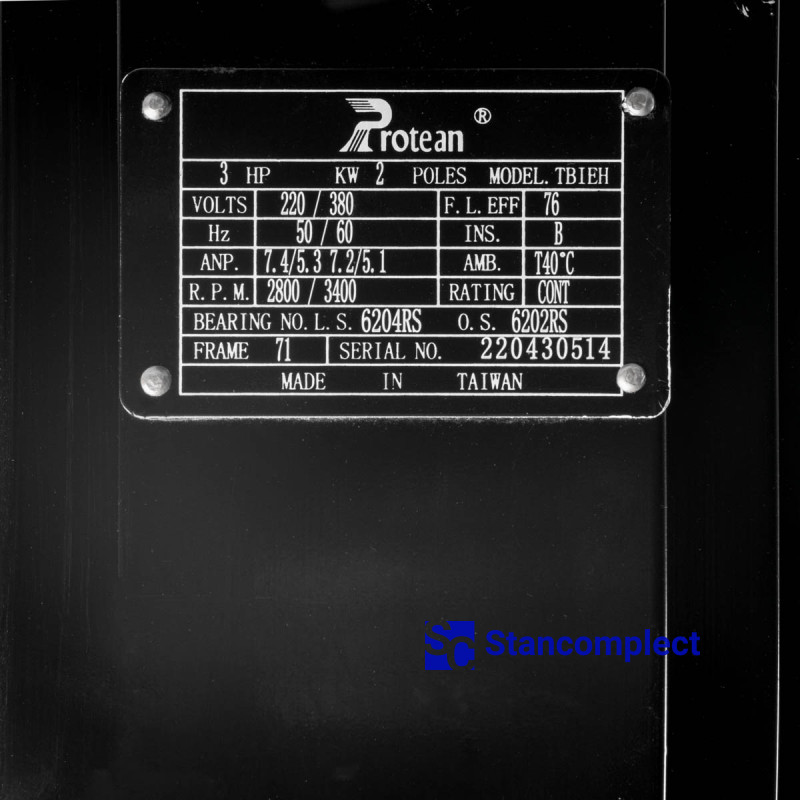 Protean ®
3 HP KW 2 POLES MODEL. TBIEH
VOLTS 220 / 380 F. L. EFF 76
Hz 50 / 60 INS. B
ANP. 7.4/5.3 7.2/5.1 AMB. T40°C
R. P. M. 2800 / 3400 RATING CONT
BEARING NO. L. S. 6204RS O. S. 6202RS
FRAME 71 SERIAL NO. 220430514
MADE IN TAIWAN
SC Stancomplect